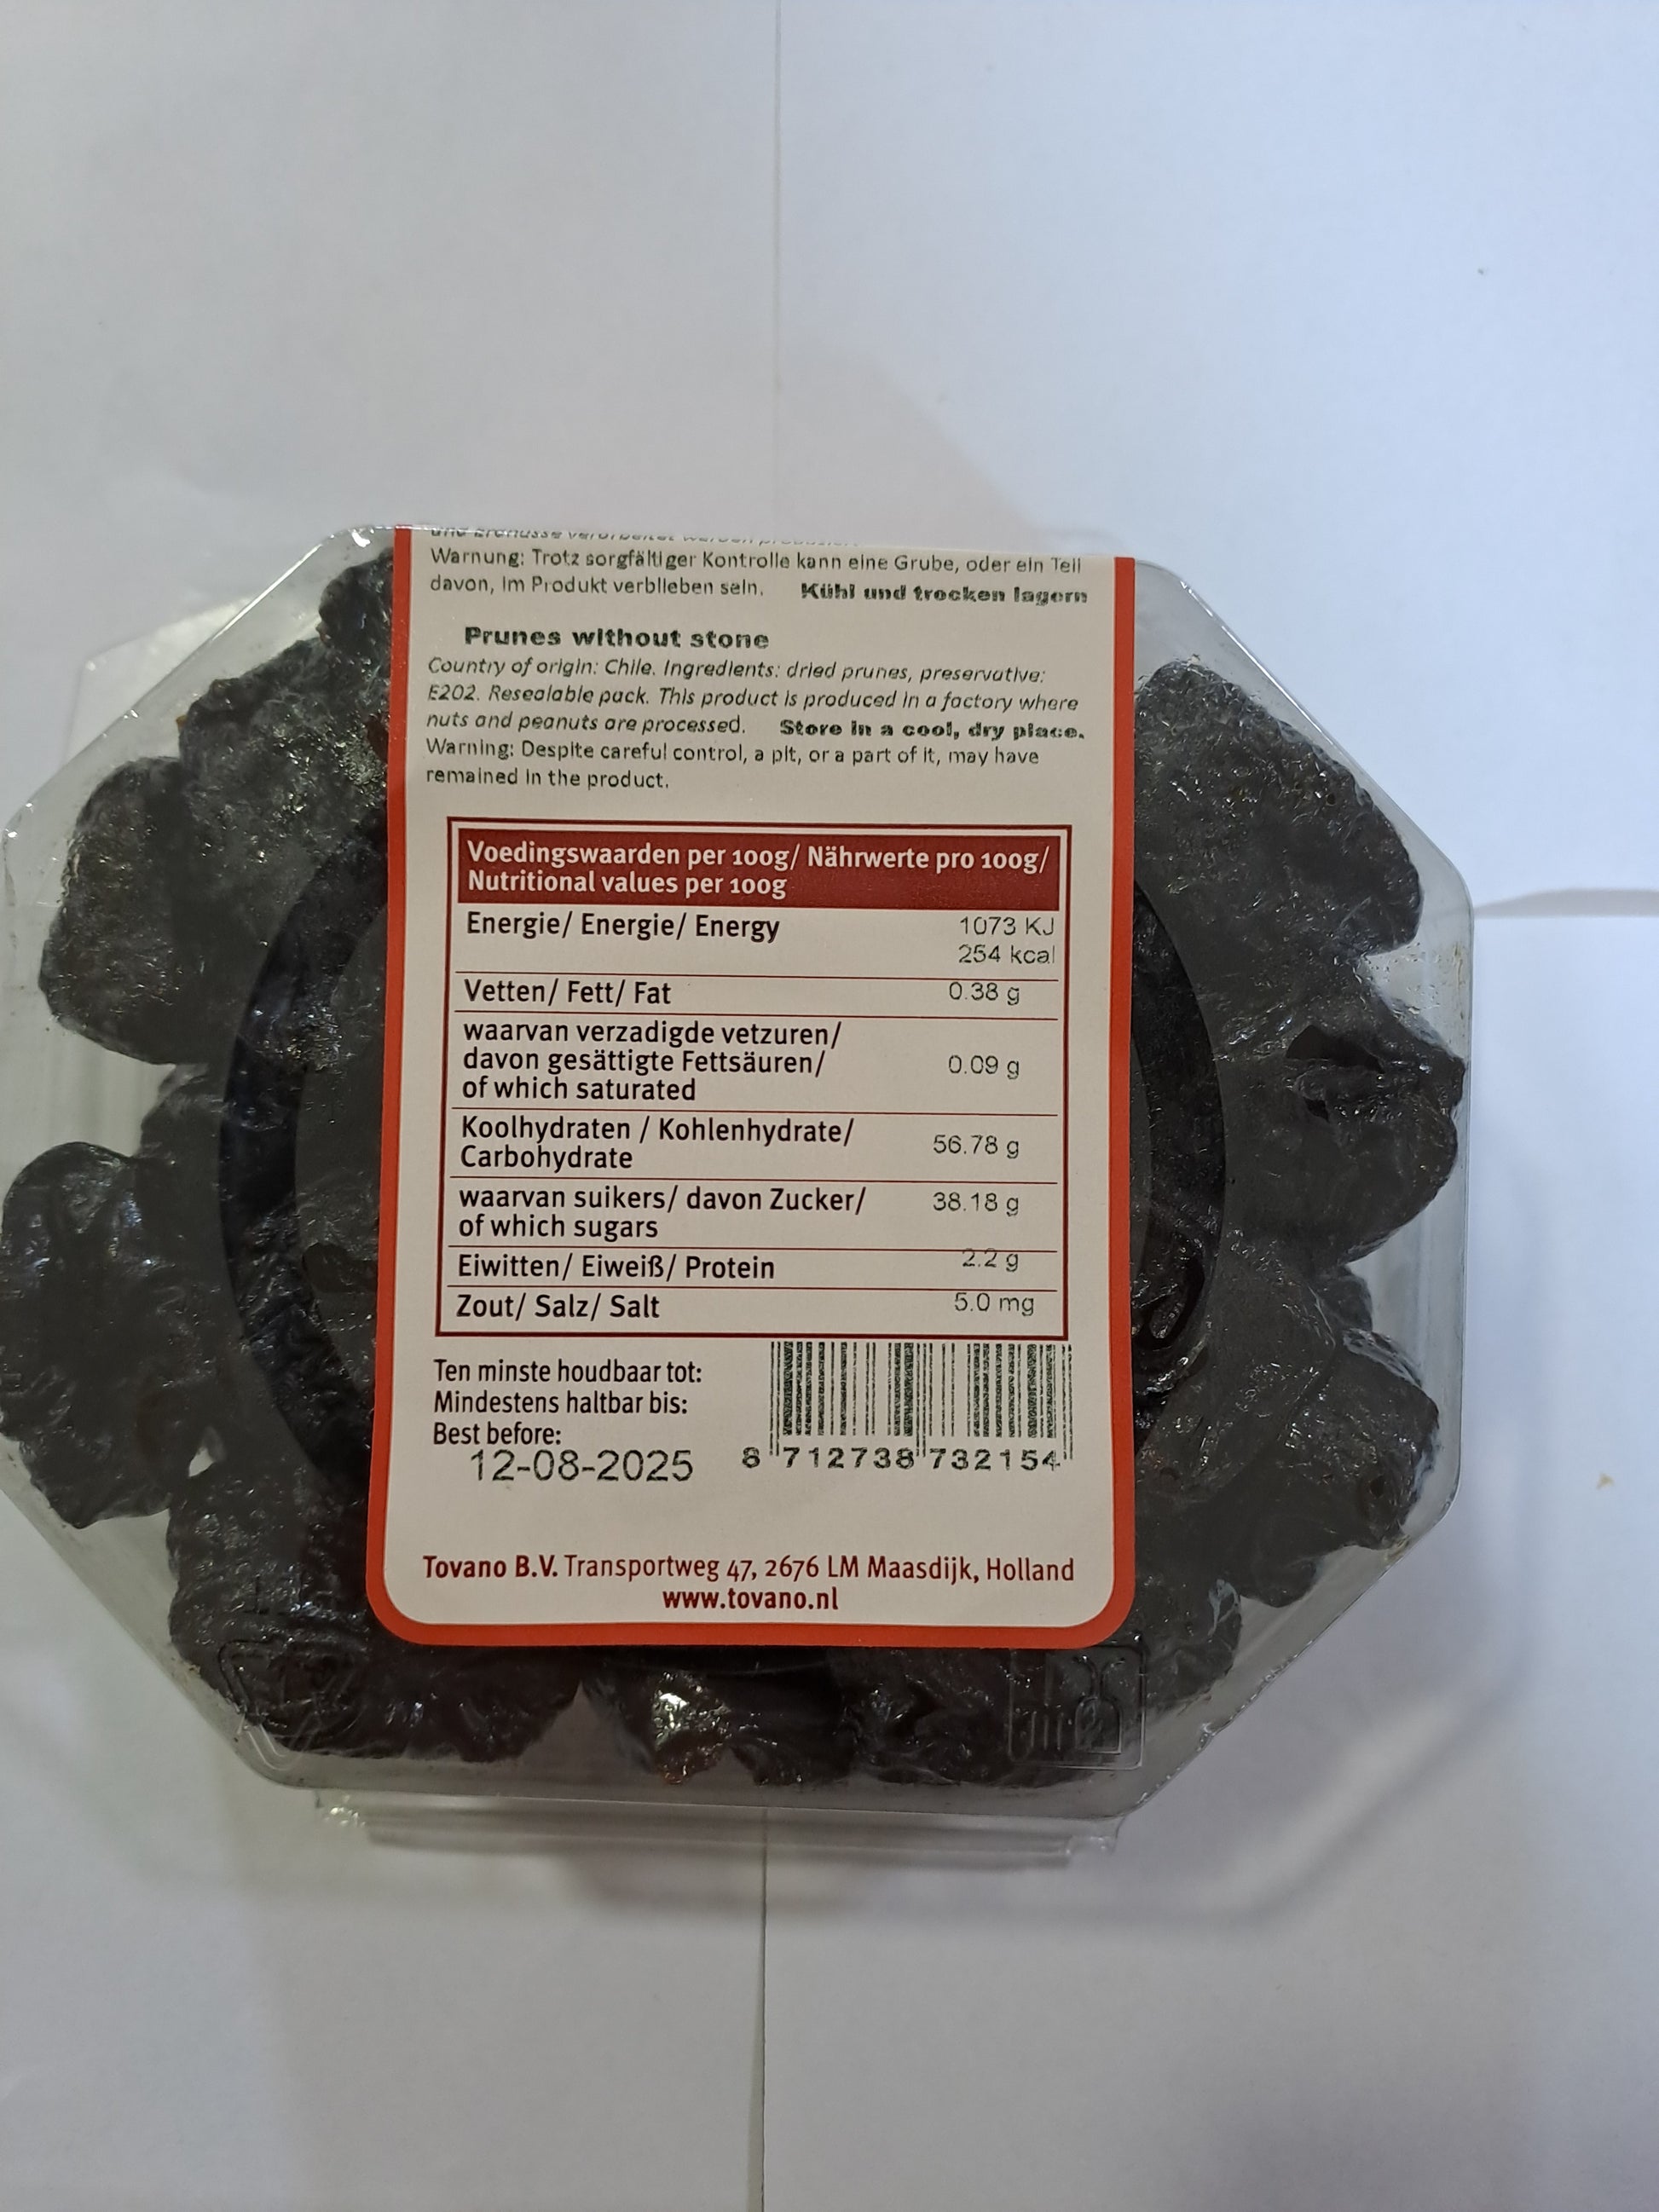 Warnung: Trotz sorgfältiger Kontrolle kann eine Grube, oder ein Teil
davon, im Produkt verblieben sein. Kühl und trocken lagern
Prunes without stone
Country of origin: Chile. Ingredients: dried prunes, preservative:
E202. Resealable pack. This product is produced in a factory where
nuts and peanuts are processed. Store in a cool, dry place.
Warning: Despite careful control, a pit, or a part of it, may have
remained in the product.
Voedingswaarden per 100g/ Nährwerte pro 100g/
Nutritional values per 100g
Energie/ Energie/ Energy 1073 KJ
254 kcal
Vetten/ Fett/ Fat 0.38 g
waarvan verzadigde vetzuren/
davon gesättigte Fettsäuren/ 0.09 g
of which saturated
Koolhydraten / Kohlenhydrate/ 56.78 g
Carbohydrate
waarvan suikers/ davon Zucker/ 38.18 g
of which sugars
Eiwitten/ Eiweiß/ Protein 2.2 g
Zout/ Salz/ Salt 5.0 mg
Ten minste houdbaar tot:
Mindestens haltbar bis:
Best before:
12-08-2025 8 712738 732154
Tovano B.V. Transportweg 47, 2676 LM Maasdijk, Holland
www.tovano.nl